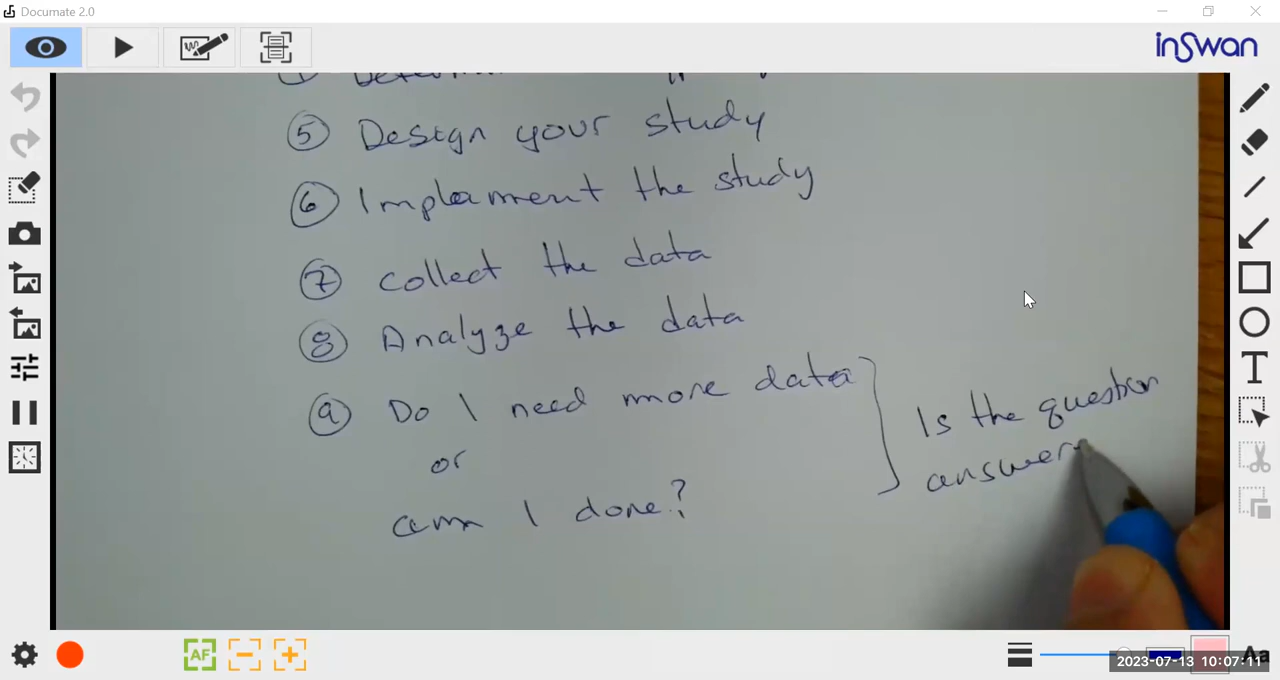 Documate 2.0
inSwan
⑤ Design your study
⑥ Implement the study
⑦ collect the data
⑧ Analyze the data
⑨ Do I need more data
or
am I done?
Is the question
answer
T
AF
Aa
2023-07-13 10:07:11